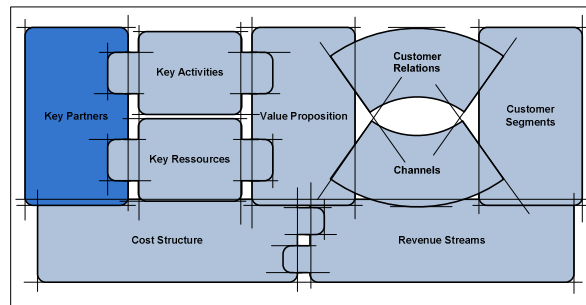 Key Partners
Key Activities
Key Ressources
Value Proposition
Customer
Relations
Channels
Customer
Segments
Cost Structure
Revenue Streams